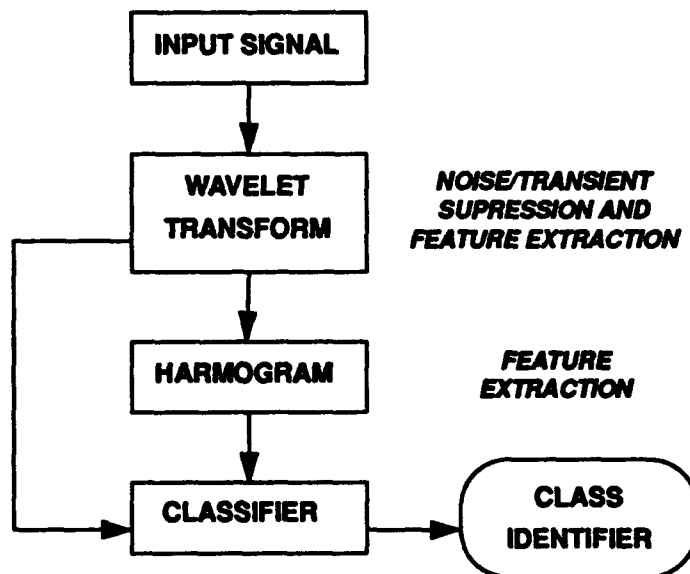 INPUT SIGNAL
WAVELET
TRANSFORM
NOISE/TRANSIENT
SUPRESSION AND
FEATURE EXTRACTION
HARMOGRAM
FEATURE
EXTRACTION
CLASSIFIER
CLASS
IDENTIFIER